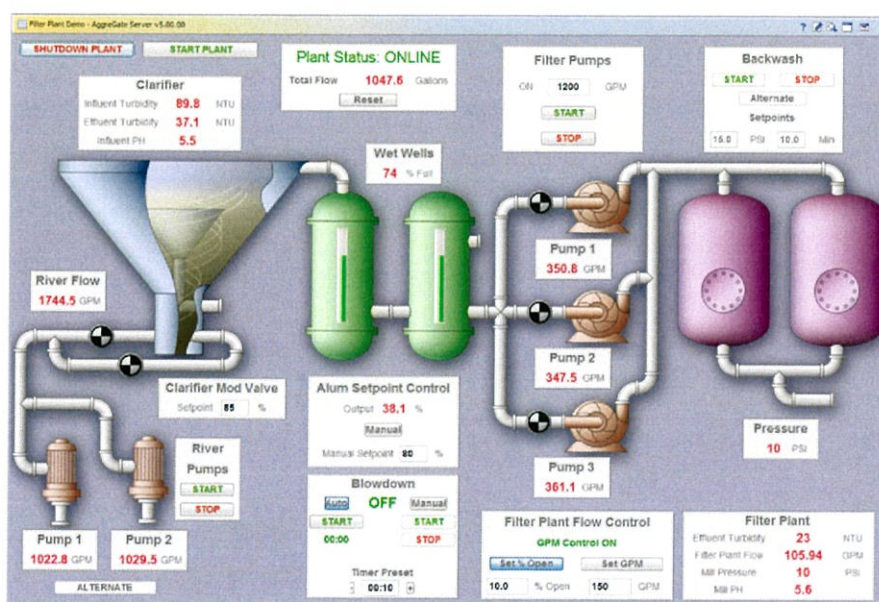 Filter Plant Demo - AggreGate Server v5.00.00
SHUTDOWN PLANT
START PLANT
Plant Status: ONLINE
Total Flow 1047.6 Gallons
Reset
Filter Pumps
ON 1200 GPM
START
STOP
Backwash
START STOP
Alternate
Setpoints
15.0 PSI 10.0 Min
Clarifier
Influent Turbidity 89.8 NTU
Effluent Turbidity 37.1 NTU
Influent PH 5.5
Wet Wells
74 % Full
River Flow
1744.5 GPM
Pump 1
350.8 GPM
Pump 2
347.5 GPM
Pump 3
361.1 GPM
Clarifier Mod Valve
Setpoint 85 %
Alum Setpoint Control
Output 38.1 %
Manual
Manual Setpoint 80 %
Pressure
10 PSI
River
Pumps
START
STOP
Pump 1
1022.8 GPM
Pump 2
1029.5 GPM
ALTERNATE
Blowdown
Auto OFF Manual
START START
00:00 STOP
Timer Preset
- 00:10 +
Filter Plant Flow Control
GPM Control ON
Set % Open Set GPM
10.0 % Open 150 GPM
Filter Plant
Effluent Turbidity 23 NTU
Filter Plant Flow 105.94 GPM
Mill Pressure 10 PSI
Mill PH 5.6